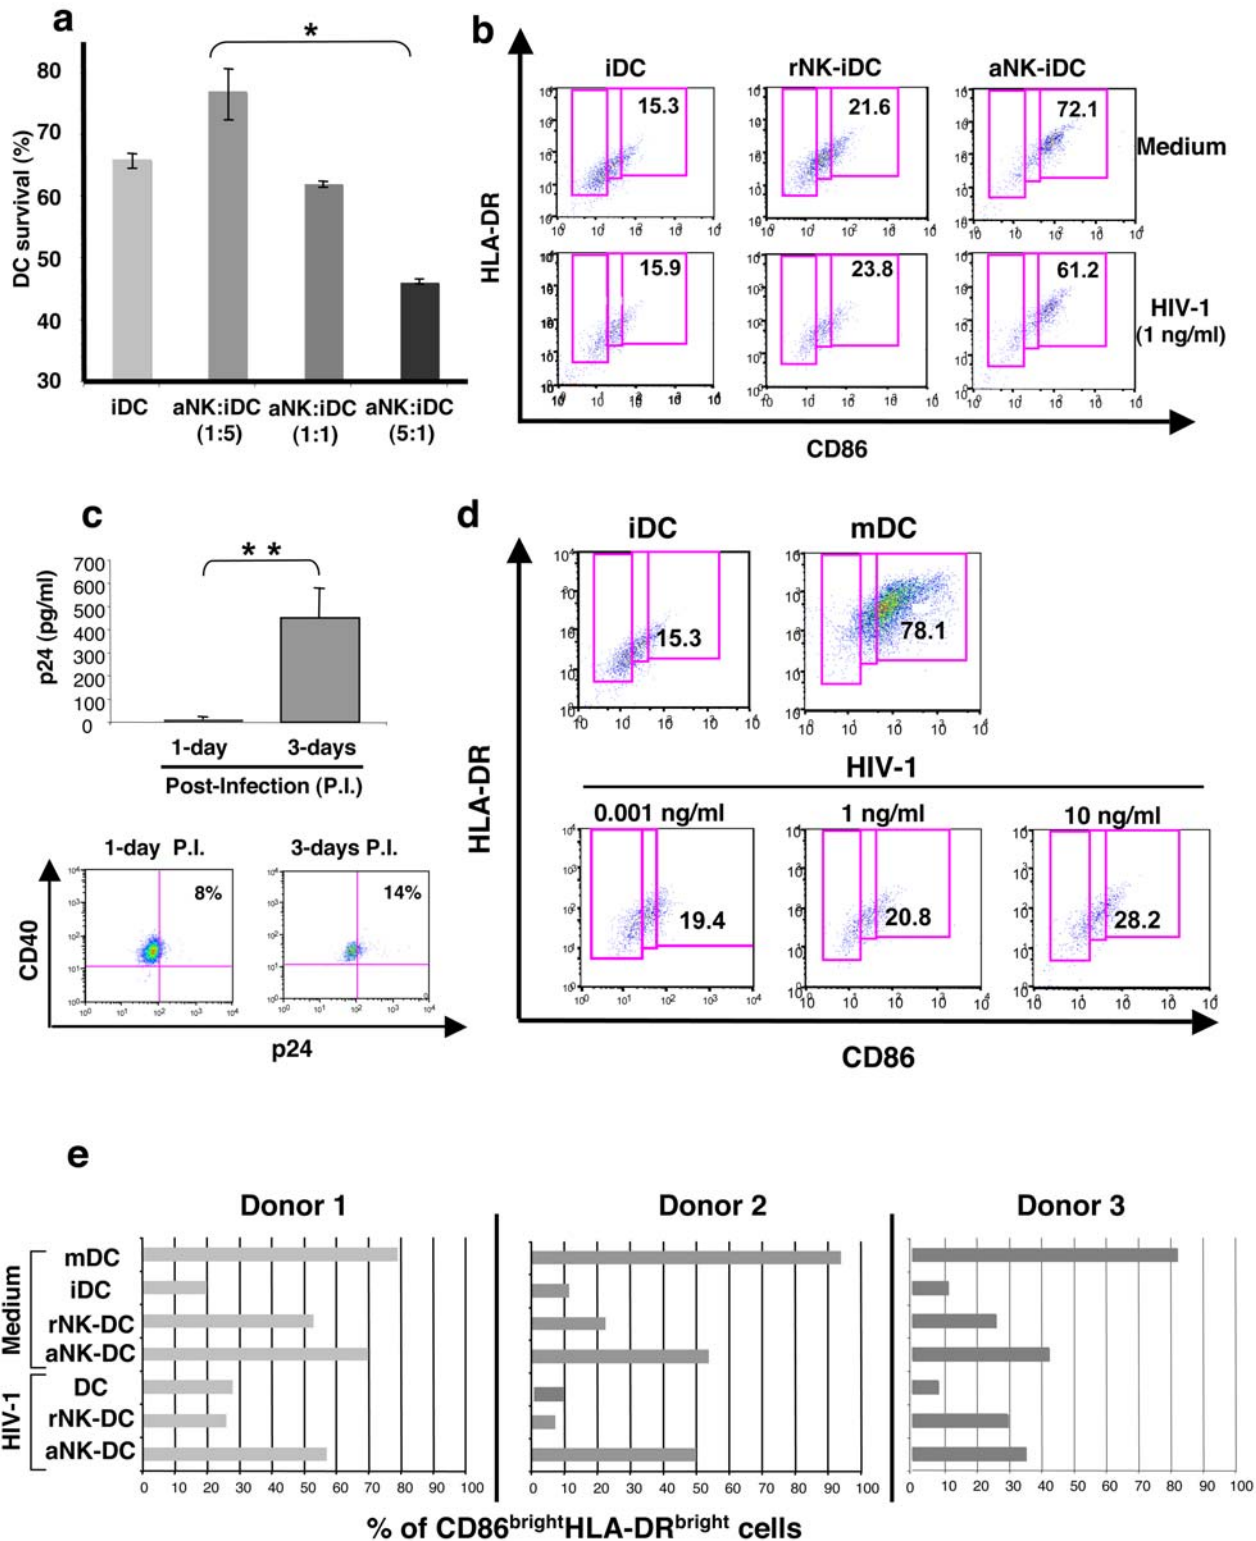 a
*
DC survival (%)
80
70
60
50
40
30
iDC
aNK:iDC
(1:5)
aNK:iDC
(1:1)
aNK:iDC
(5:1)
b
iDC rNK-iDC aNK-iDC
15.3 21.6 72.1
Medium
15.9 23.8 61.2
HIV-1
(1 ng/ml)
HLA-DR
CD86
c
* *
p24 (pg/ml)
700
600
500
400
300
200
100
0
1-day 3-days
Post-Infection (P.I.)
1-day P.I. 3-days P.I.
8% 14%
CD40
p24
d
iDC mDC
15.3 78.1
HIV-1
0.001 ng/ml 1 ng/ml 10 ng/ml
19.4 20.8 28.2
HLA-DR
CD86
e
Donor 1 Donor 2 Donor 3
Medium
mDC
iDC
rNK-DC
aNK-DC
HIV-1
DC
rNK-DC
aNK-DC
0 10 20 30 40 50 60 70 80 90 100
0 10 20 30 40 50 60 70 80 90 100
0 10 20 30 40 50 60 70 80 90 100
% of CD86brightHLA-DRbright cells